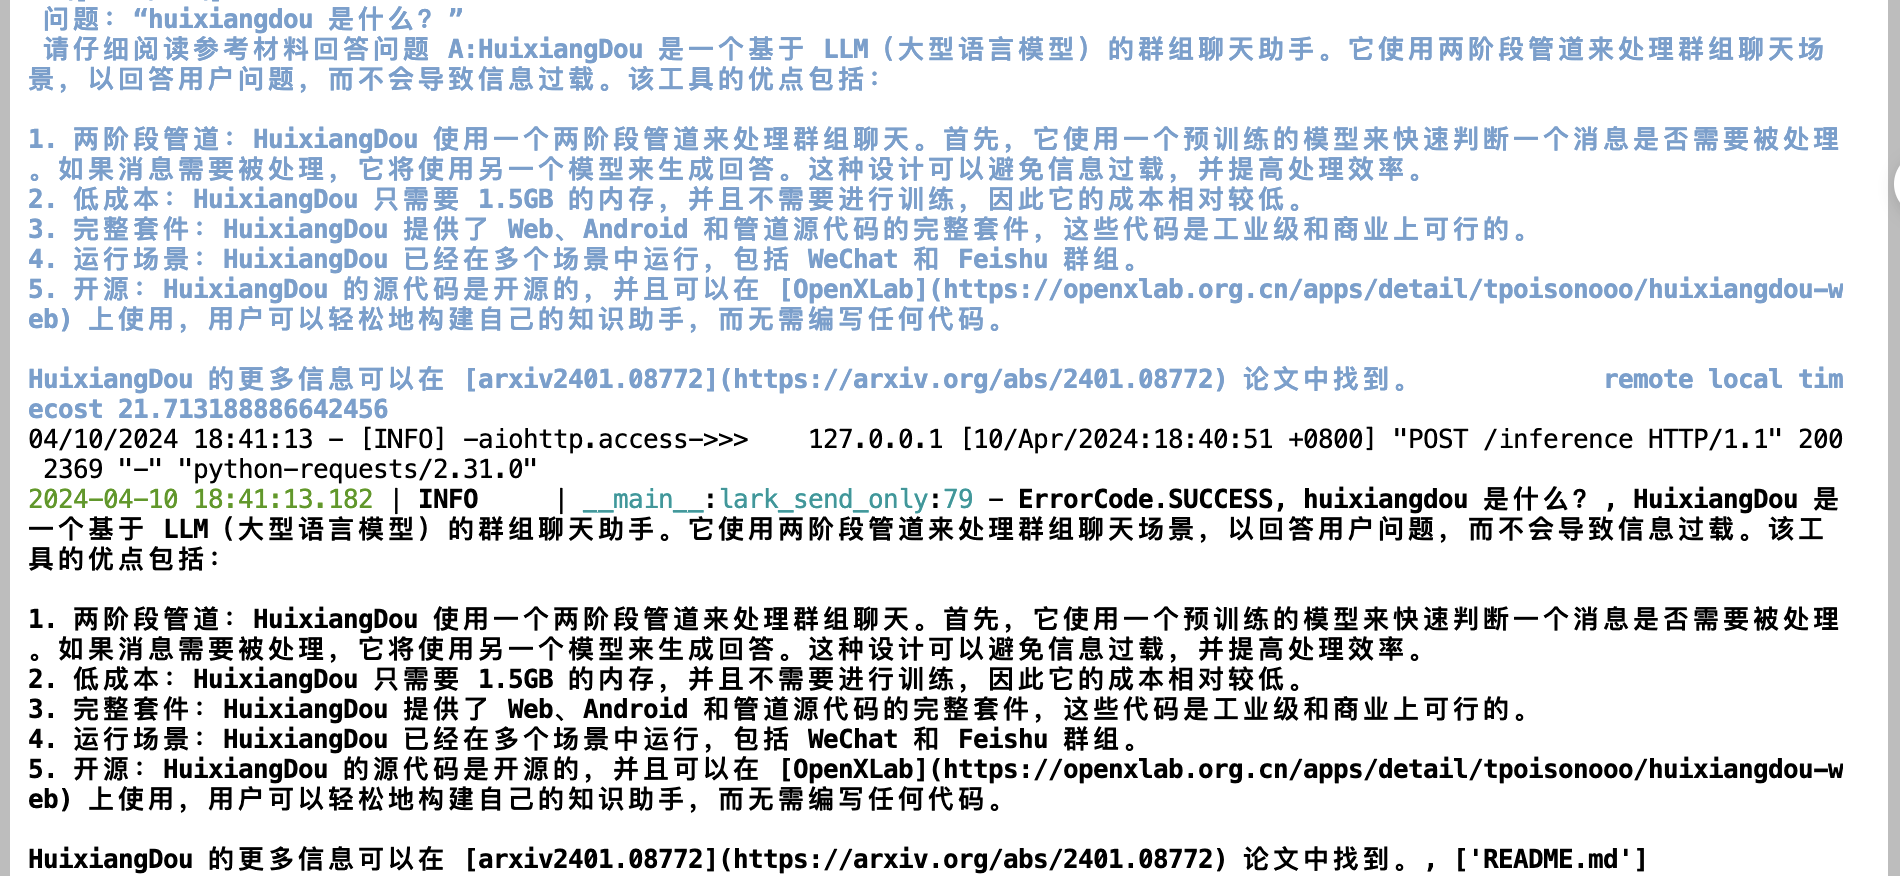 问题：“huixiangdou 是什么？”
请仔细阅读参考材料回答问题 A:HuixiangDou 是一个基于 LLM（大型语言模型）的群组聊天助手。它使用两阶段管道来处理群组聊天场
景，以回答用户问题，而不会导致信息过载。该工具的优点包括：
1. 两阶段管道：HuixiangDou 使用一个两阶段管道来处理群组聊天。首先，它使用一个预训练的模型来快速判断一个消息是否需要被处理
。如果消息需要被处理，它将使用另一个模型来生成回答。这种设计可以避免信息过载，并提高处理效率。
2. 低成本：HuixiangDou 只需要 1.5GB 的内存，并且不需要进行训练，因此它的成本相对较低。
3. 完整套件：HuixiangDou 提供了 Web、Android 和管道源代码的完整套件，这些代码是工业级和商业上可行的。
4. 运行场景：HuixiangDou 已经在多个场景中运行，包括 WeChat 和 Feishu 群组。
5. 开源：HuixiangDou 的源代码是开源的，并且可以在 [OpenXLab](https://openxlab.org.cn/apps/detail/tpoisonooo/huixiangdou-w
eb) 上使用，用户可以轻松地构建自己的知识助手，而无需编写任何代码。
HuixiangDou 的更多信息可以在 [arxiv2401.08772](https://arxiv.org/abs/2401.08772) 论文中找到。 remote local tim
ecost 21.713188886642456
04/10/2024 18:41:13 - [INFO] -aiohttp.access->>> 127.0.0.1 [10/Apr/2024:18:40:51 +0800] "POST /inference HTTP/1.1" 200
2369 "-" "python-requests/2.31.0"
2024-04-10 18:41:13.182 | INFO | __main__:lark_send_only:79 - ErrorCode.SUCCESS, huixiangdou 是什么？, HuixiangDou 是
一个基于 LLM（大型语言模型）的群组聊天助手。它使用两阶段管道来处理群组聊天场景，以回答用户问题，而不会导致信息过载。该工
具的优点包括：
1. 两阶段管道：HuixiangDou 使用一个两阶段管道来处理群组聊天。首先，它使用一个预训练的模型来快速判断一个消息是否需要被处理
。如果消息需要被处理，它将使用另一个模型来生成回答。这种设计可以避免信息过载，并提高处理效率。
2. 低成本：HuixiangDou 只需要 1.5GB 的内存，并且不需要进行训练，因此它的成本相对较低。
3. 完整套件：HuixiangDou 提供了 Web、Android 和管道源代码的完整套件，这些代码是工业级和商业上可行的。
4. 运行场景：HuixiangDou 已经在多个场景中运行，包括 WeChat 和 Feishu 群组。
5. 开源：HuixiangDou 的源代码是开源的，并且可以在 [OpenXLab](https://openxlab.org.cn/apps/detail/tpoisonooo/huixiangdou-w
eb) 上使用，用户可以轻松地构建自己的知识助手，而无需编写任何代码。
HuixiangDou 的更多信息可以在 [arxiv2401.08772](https://arxiv.org/abs/2401.08772) 论文中找到。, ['README.md']